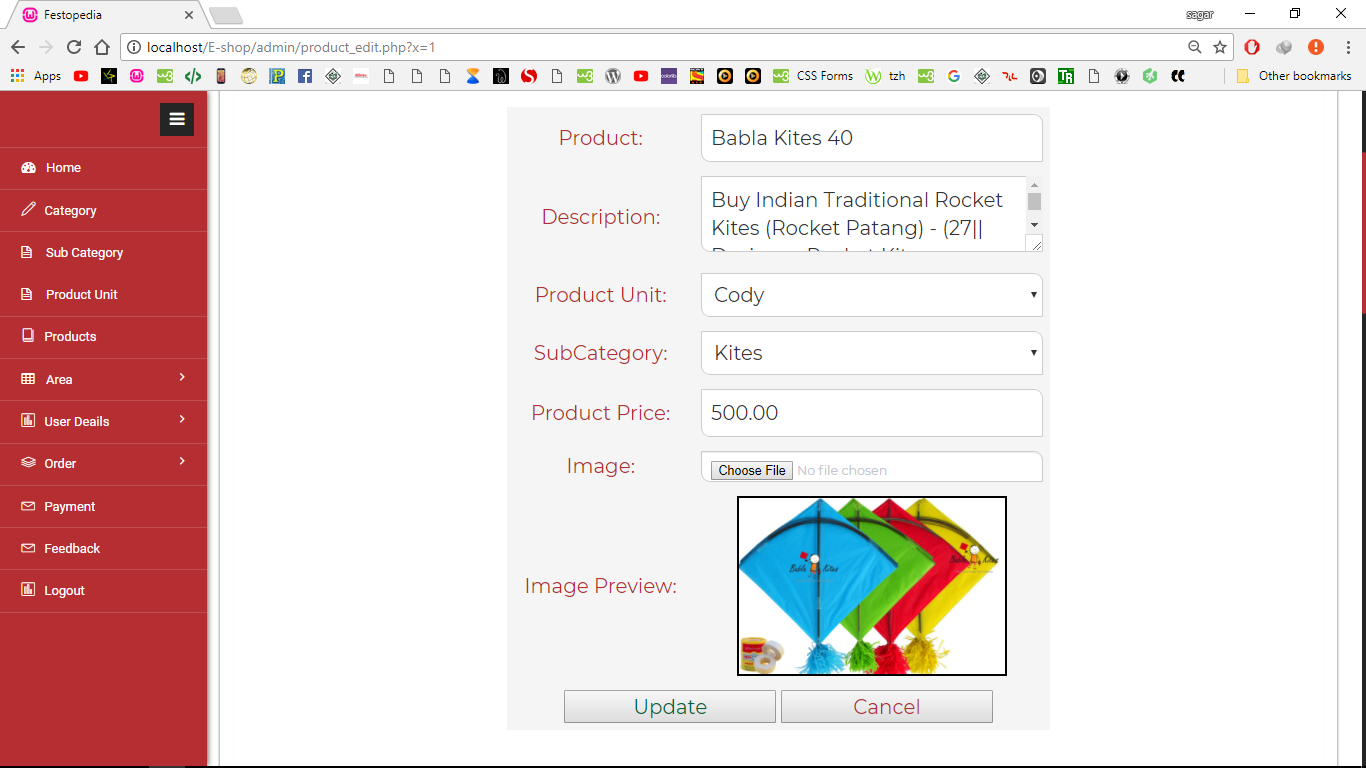 Festopedia
sagar
localhost/E-shop/admin/product_edit.php?x=1
Apps
CSS Forms
tzh
Other bookmarks
Home
Category
Sub Category
Product Unit
Products
Area
User Deails
Order
Payment
Feedback
Logout
Product: Babla Kites 40
Description: Buy Indian Traditional Rocket
Kites (Rocket Patang) - (27||
Product Unit: Cody
SubCategory: Kites
Product Price: 500.00
Image: Choose File No file chosen
Image Preview:
Babla Kites
Babla Kites
Update Cancel